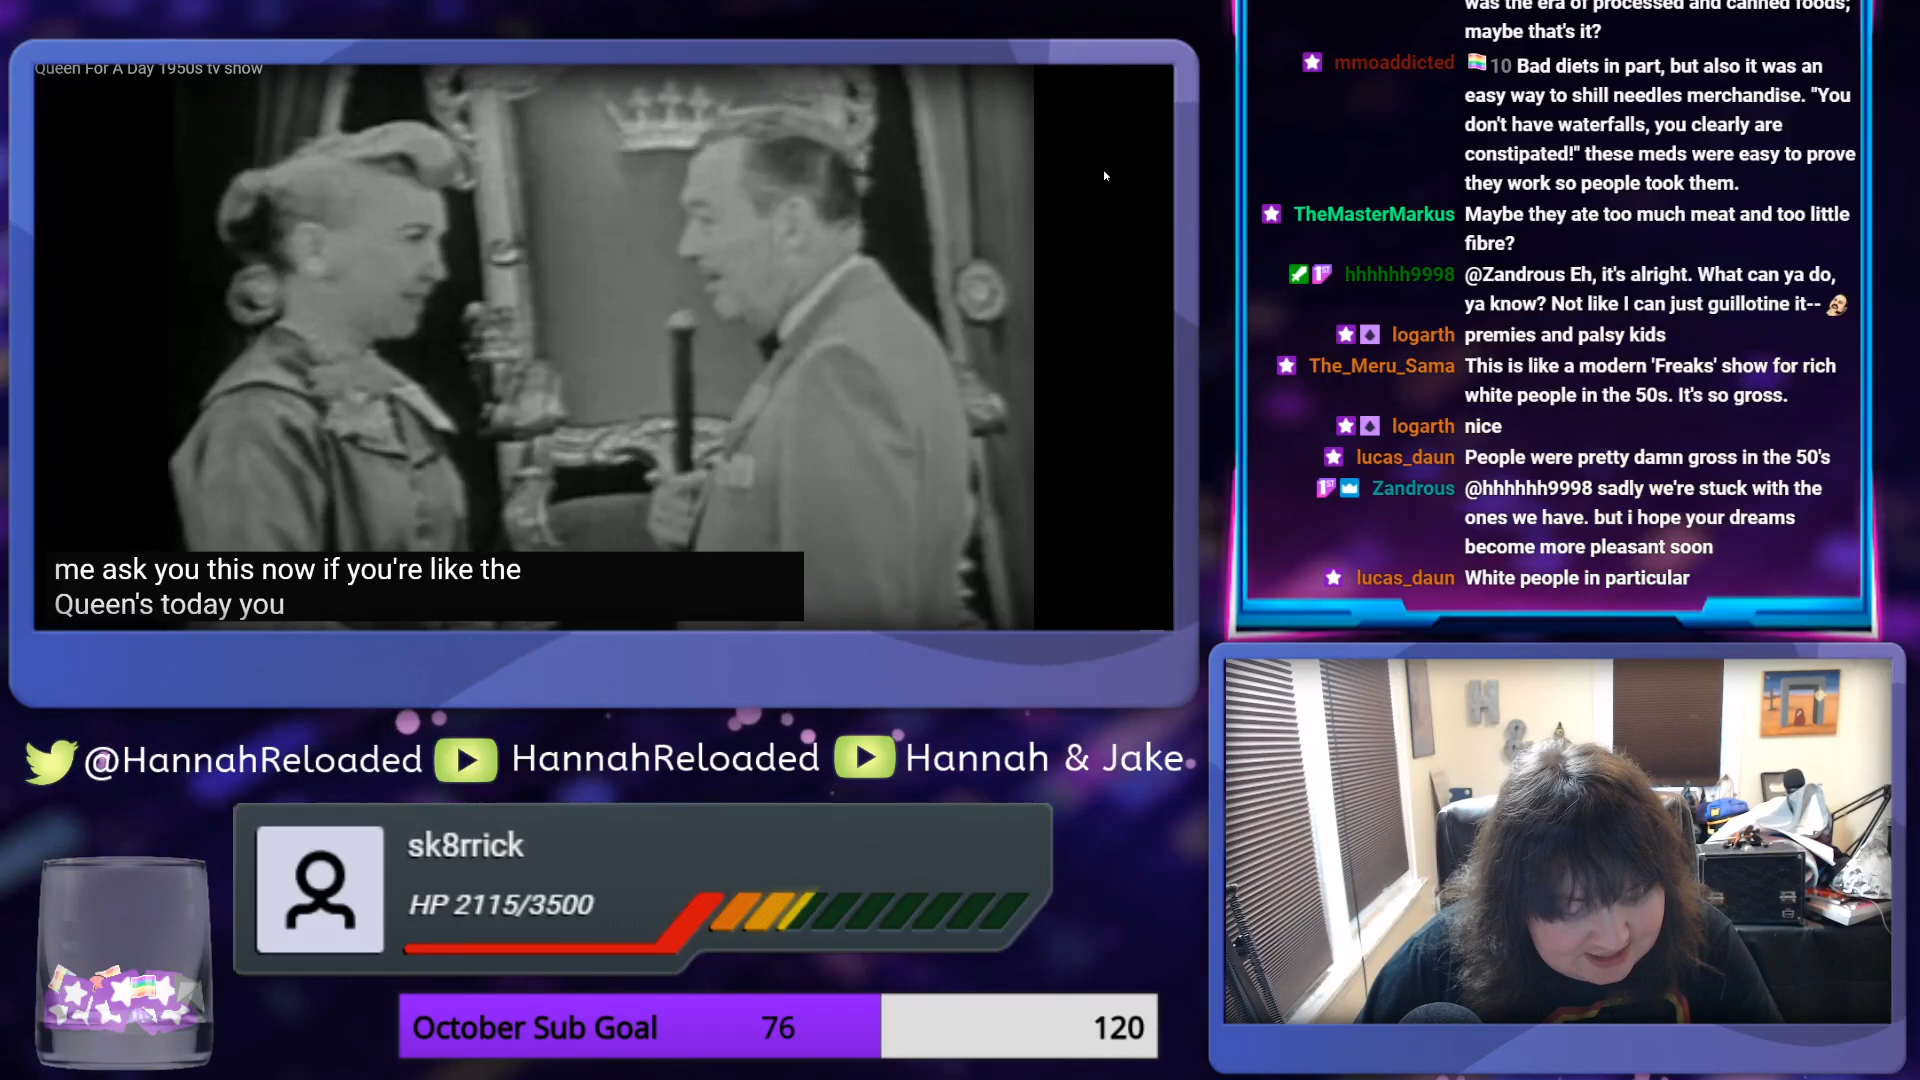 Queen For A Day 1950s tv show
me ask you this now if you're like the
Queen's today you
was the era of processed and canned foods;
maybe that's it?
mmoaddicted 10 Bad diets in part, but also it was an
easy way to shill needles merchandise. "You
don't have waterfalls, you clearly are
constipated!" these meds were easy to prove
they work so people took them.
TheMasterMarkus Maybe they ate too much meat and too little
fibre?
1ST hhhhhh9998 @Zandrous Eh, it's alright. What can ya do,
ya know? Not like I can just guillotine it--
logarth premies and palsy kids
The_Meru_Sama This is like a modern 'Freaks' show for rich
white people in the 50s. It's so gross.
logarth nice
lucas_daun People were pretty damn gross in the 50's
1ST Zandrous @hhhhhh9998 sadly we're stuck with the
ones we have. but i hope your dreams
become more pleasant soon
lucas_daun White people in particular
@HannahReloaded HannahReloaded Hannah & Jake
sk8rrick
HP 2115/3500
October Sub Goal 76 120
H
&